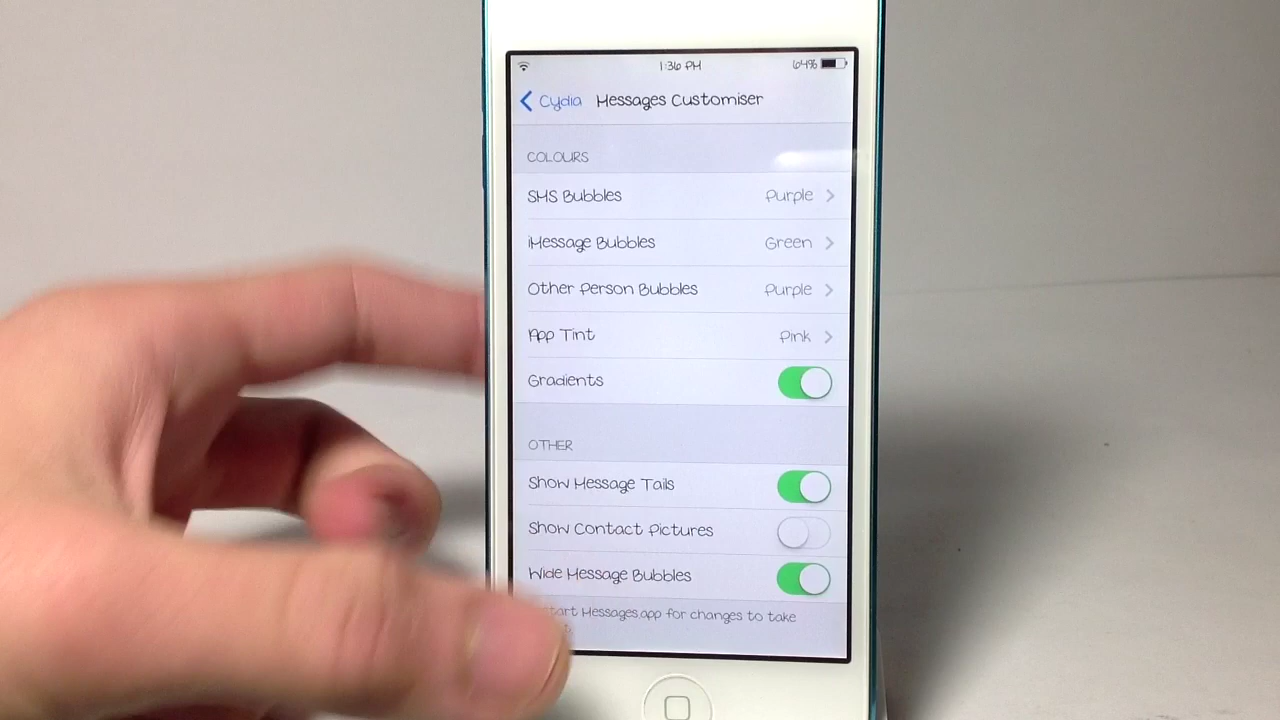 1:36 PM 64%
Cydia Messages Customiser
COLOURS
SMS Bubbles Purple
iMessage Bubbles Green
Other Person Bubbles Purple
App Tint Pink
Gradients
OTHER
Show Message Tails
Show Contact Pictures
Wide Message Bubbles
Messages.app for changes to take